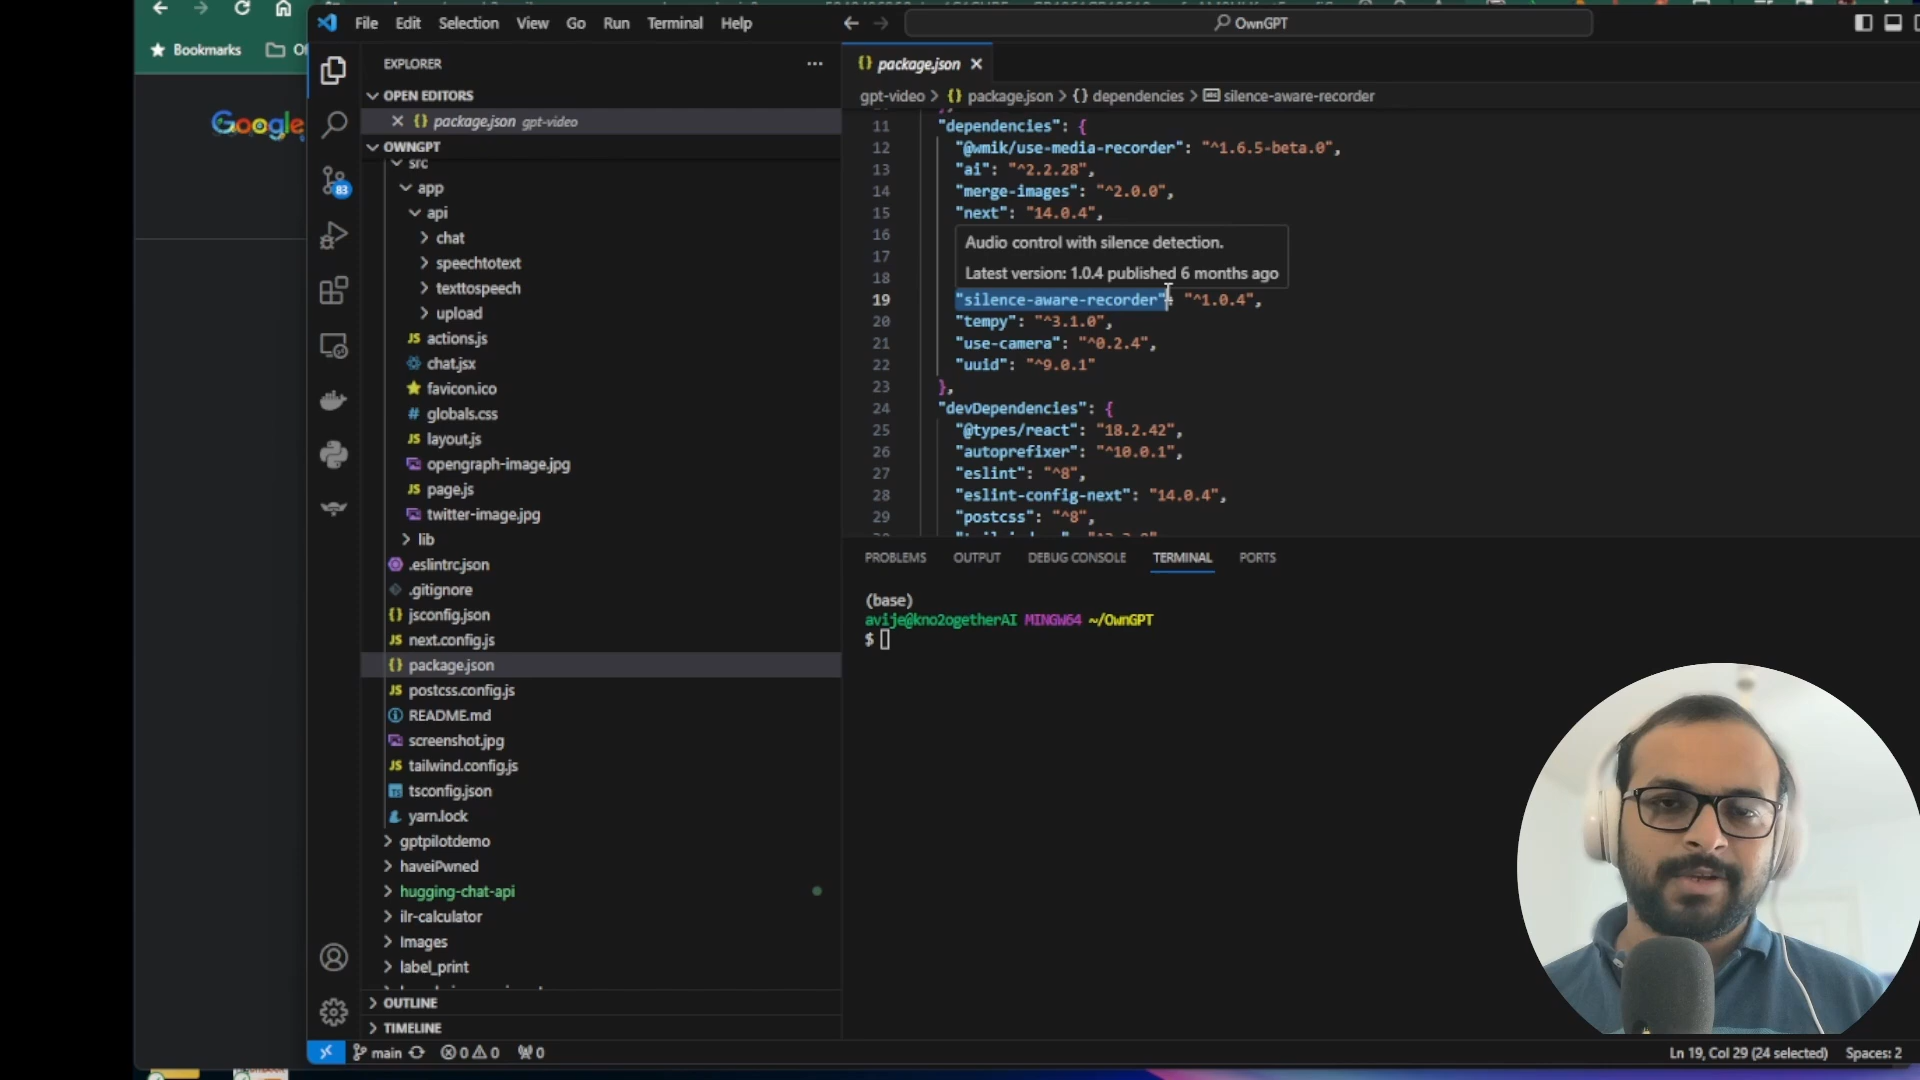 Bookmarks
Google
File Edit Selection View Go Run Terminal Help
OwnGPT
EXPLORER
OPEN EDITORS
package.json gpt-video
OWNGPT
src
app
api
chat
speechtotext
texttospeech
upload
JS actions.js
chat.jsx
favicon.ico
# globals.css
JS layout.js
opengraph-image.jpg
JS page.js
twitter-image.jpg
lib
.eslintrc.json
.gitignore
{} jsconfig.json
JS next.config.js
{} package.json
JS postcss.config.js
README.md
screenshot.jpg
JS tailwind.config.js
TS tsconfig.json
yarn.lock
gptpilotdemo
haveiPwned
hugging-chat-api
ilr-calculator
Images
label_print
OUTLINE
TIMELINE
83
{} package.json
gpt-video > {} package.json > {} dependencies > silence-aware-recorder
11 "dependencies": {
12 "@wmik/use-media-recorder": "^1.6.5-beta.0",
13 "ai": "^2.2.28",
14 "merge-images": "^2.0.0",
15 "next": "14.0.4",
16
17
18
Audio control with silence detection.
Latest version: 1.0.4 published 6 months ago
19 "silence-aware-recorder": "^1.0.4",
20 "tempy": "^3.1.0",
21 "use-camera": "^0.2.4",
22 "uuid": "^9.0.1"
23 },
24 "devDependencies": {
25 "@types/react": "18.2.42",
26 "autoprefixer": "^10.0.1",
27 "eslint": "^8",
28 "eslint-config-next": "14.0.4",
29 "postcss": "^8",
PROBLEMS OUTPUT DEBUG CONSOLE TERMINAL PORTS
(base)
avije@kno2ogetherAI MINGW64 ~/OwnGPT
$
main 0 0 0
Ln 19, Col 29 (24 selected) Spaces: 2